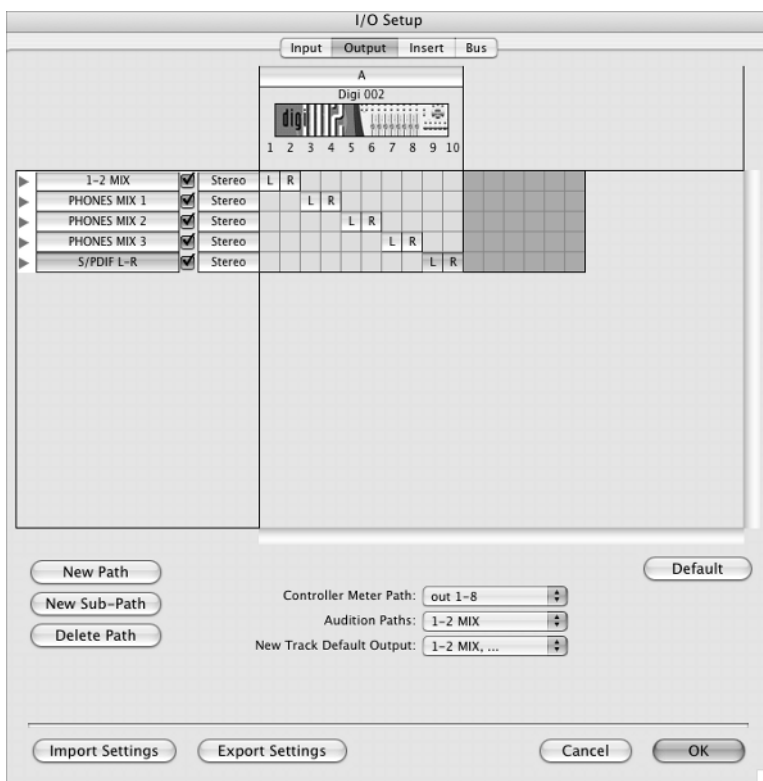 I/O Setup
Input Output Insert Bus
A
Digi 002
digi
1 2 3 4 5 6 7 8 9 10
1-2 MIX Stereo L R
PHONES MIX 1 Stereo L R
PHONES MIX 2 Stereo L R
PHONES MIX 3 Stereo L R
S/PDIF L-R Stereo L R
New Path
Default
New Sub-Path
Controller Meter Path: out 1-8
Audition Paths: 1-2 MIX
Delete Path
New Track Default Output: 1-2 MIX, ...
Import Settings Export Settings Cancel OK